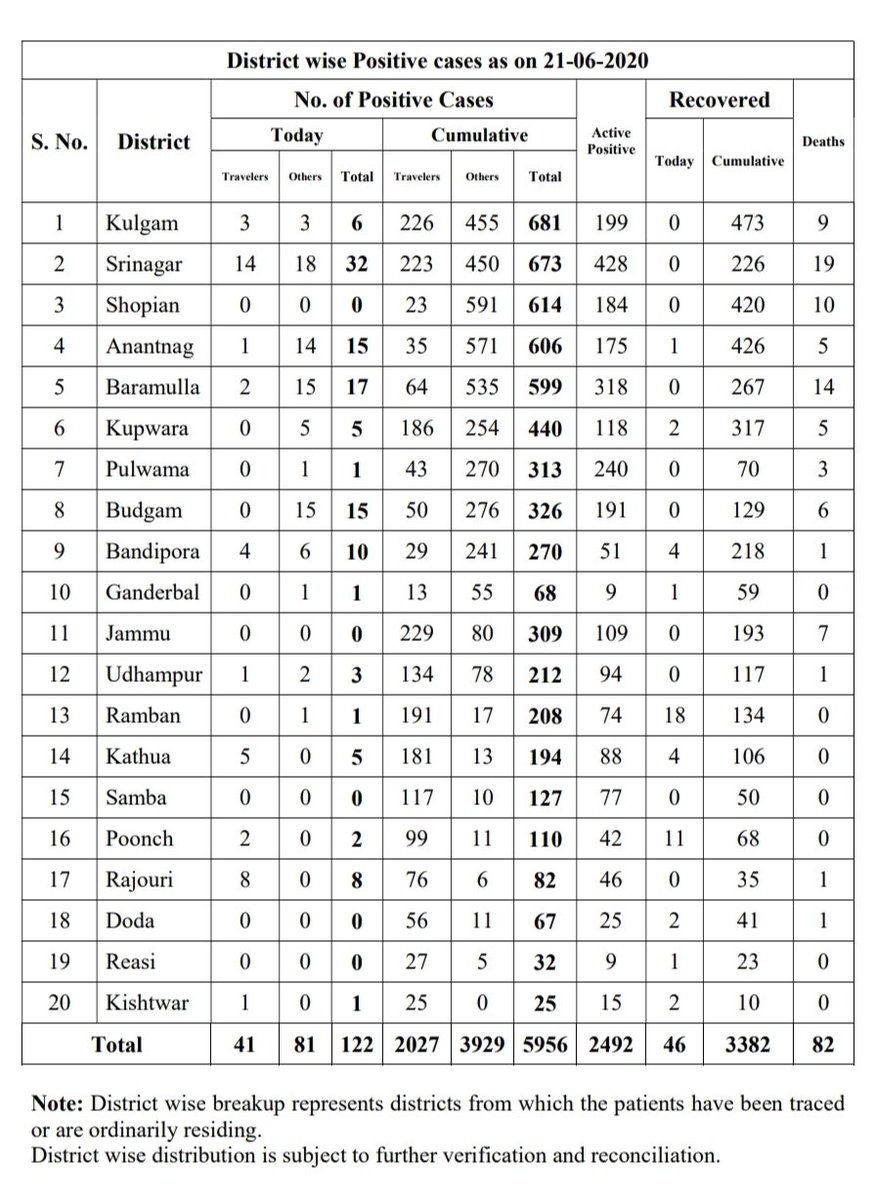 District wise Positive cases as on 21-06-2020
S. No. District No. of Positive Cases Active Positive Recovered Deaths
Today Cumulative Today Cumulative
Travelers Others Total Travelers Others Total
1 Kulgam 3 3 6 226 455 681 199 0 473 9
2 Srinagar 14 18 32 223 450 673 428 0 226 19
3 Shopian 0 0 0 23 591 614 184 0 420 10
4 Anantnag 1 14 15 35 571 606 175 1 426 5
5 Baramulla 2 15 17 64 535 599 318 0 267 14
6 Kupwara 0 5 5 186 254 440 118 2 317 5
7 Pulwama 0 1 1 43 270 313 240 0 70 3
8 Budgam 0 15 15 50 276 326 191 0 129 6
9 Bandipora 4 6 10 29 241 270 51 4 218 1
10 Ganderbal 0 1 1 13 55 68 9 1 59 0
11 Jammu 0 0 0 229 80 309 109 0 193 7
12 Udhampur 1 2 3 134 78 212 94 0 117 1
13 Ramban 0 1 1 191 17 208 74 18 134 0
14 Kathua 5 0 5 181 13 194 88 4 106 0
15 Samba 0 0 0 117 10 127 77 0 50 0
16 Poonch 2 0 2 99 11 110 42 11 68 0
17 Rajouri 8 0 8 76 6 82 46 0 35 1
18 Doda 0 0 0 56 11 67 25 2 41 1
19 Reasi 0 0 0 27 5 32 9 1 23 0
20 Kishtwar 1 0 1 25 0 25 15 2 10 0
Total 41 81 122 2027 3929 5956 2492 46 3382 82
Note: District wise breakup represents districts from which the patients have been traced
or are ordinarily residing.
District wise distribution is subject to further verification and reconciliation.